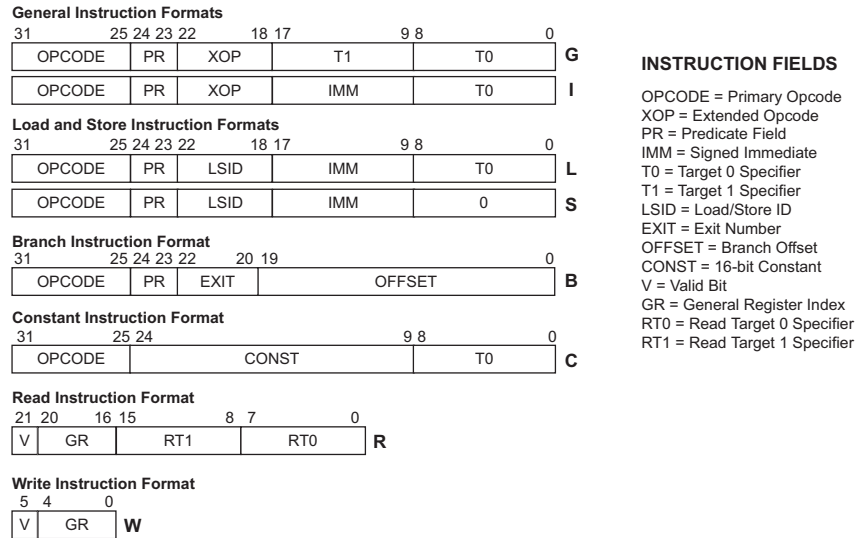 General Instruction Formats
31 25 24 23 22 18 17 9 8 0
OPCODE PR XOP T1 T0 G
OPCODE PR XOP IMM T0 I
Load and Store Instruction Formats
31 25 24 23 22 18 17 9 8 0
OPCODE PR LSID IMM T0 L
OPCODE PR LSID IMM 0 S
Branch Instruction Format
31 25 24 23 22 20 19 0
OPCODE PR EXIT OFFSET B
Constant Instruction Format
31 25 24 9 8 0
OPCODE CONST T0 C
Read Instruction Format
21 20 16 15 8 7 0
V GR RT1 RT0 R
Write Instruction Format
5 4 0
V GR W
INSTRUCTION FIELDS
OPCODE = Primary Opcode
XOP = Extended Opcode
PR = Predicate Field
IMM = Signed Immediate
T0 = Target 0 Specifier
T1 = Target 1 Specifier
LSID = Load/Store ID
EXIT = Exit Number
OFFSET = Branch Offset
CONST = 16-bit Constant
V = Valid Bit
GR = General Register Index
RT0 = Read Target 0 Specifier
RT1 = Read Target 1 Specifier